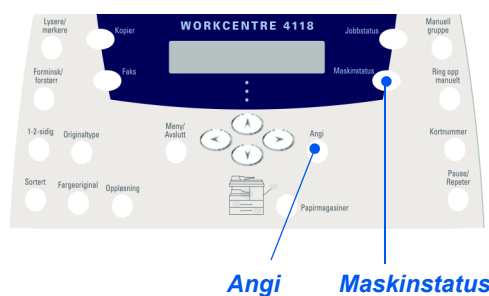 Lysere/
mørkere
Kopier
WORKCENTRE 4118
Jobbstatus
Manuell
gruppe
Forminsk/
forstørr
Faks
Maskinstatus
Ring opp
manuelt
1-2-sidig
Originaltype
Meny/
Avslutt
Angi
Kortnummer
Sortert
Fargeoriginal
Oppløsning
Papirmagasiner
Pause/
Repeter
Angi
Maskinstatus